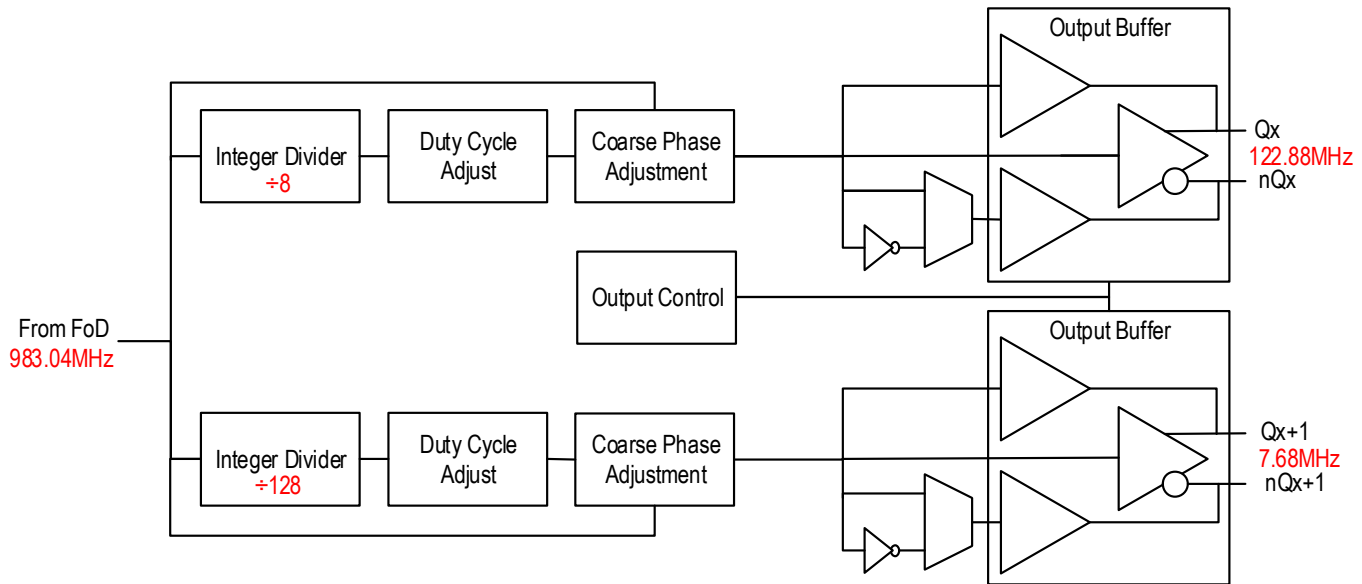 Output Buffer
Integer Divider
÷8
Duty Cycle
Adjust
Coarse Phase
Adjustment
Qx
122.88MHz
nQx
Output Control
From FoD
983.04MHz
Output Buffer
Integer Divider
÷128
Duty Cycle
Adjust
Coarse Phase
Adjustment
Qx+1
7.68MHz
nQx+1